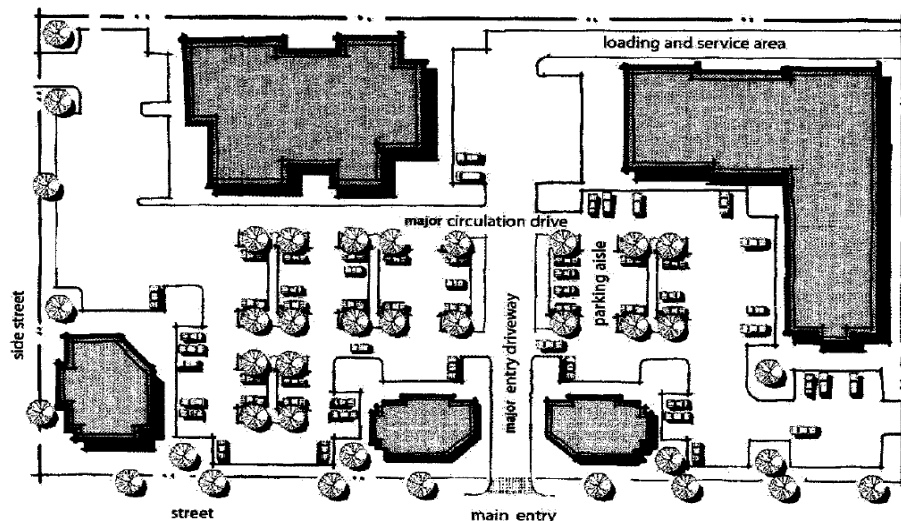 loading and service area
major circulation drive
parking aisle
side street
major entry driveway
street
main entry